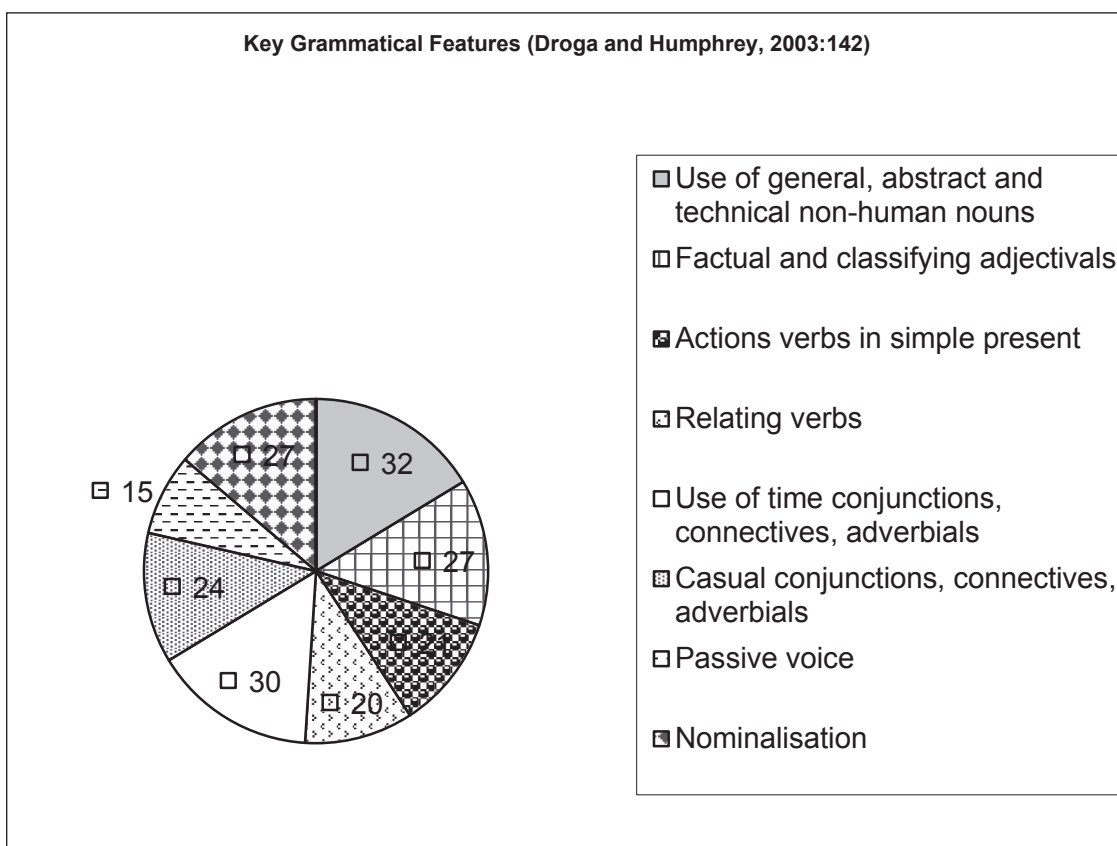 Key Grammatical Features (Droga and Humphrey, 2003:142)
Use of general, abstract and
technical non-human nouns
Factual and classifying adjectivals
Actions verbs in simple present
Relating verbs
Use of time conjunctions,
connectives, adverbials
Casual conjunctions, connectives,
adverbials
Passive voice
Nominalisation
27
32
15
27
24
21
30
20